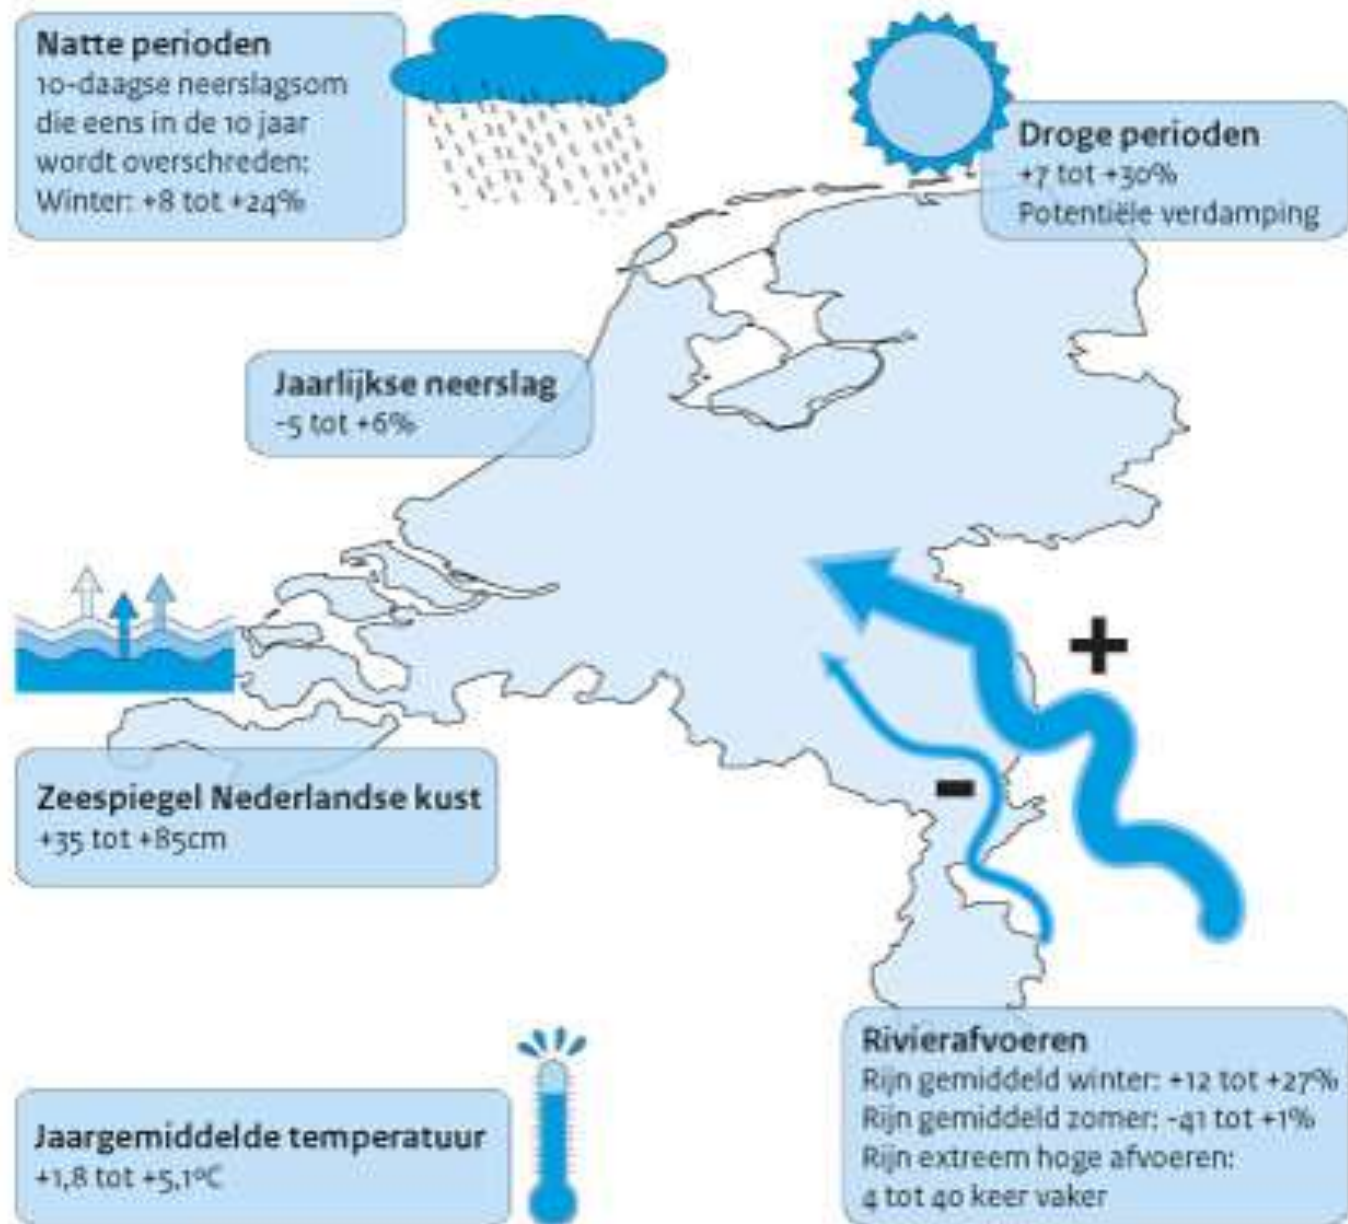 Natte perioden
10-daagse neerslagsom
die eens in de 10 jaar
wordt overschreden:
Winter: +8 tot +24%
Droge perioden
+7 tot +30%
Potentiële verdamping
Jaarlijkse neerslag
-5 tot +6%
+
-
Zeespiegel Nederlandse kust
+35 tot +85cm
Jaargemiddelde temperatuur
+1,8 tot +5,1ºC
Rivierafvoeren
Rijn gemiddeld winter: +12 tot +27%
Rijn gemiddeld zomer: -41 tot +1%
Rijn extreem hoge afvoeren:
4 tot 40 keer vaker